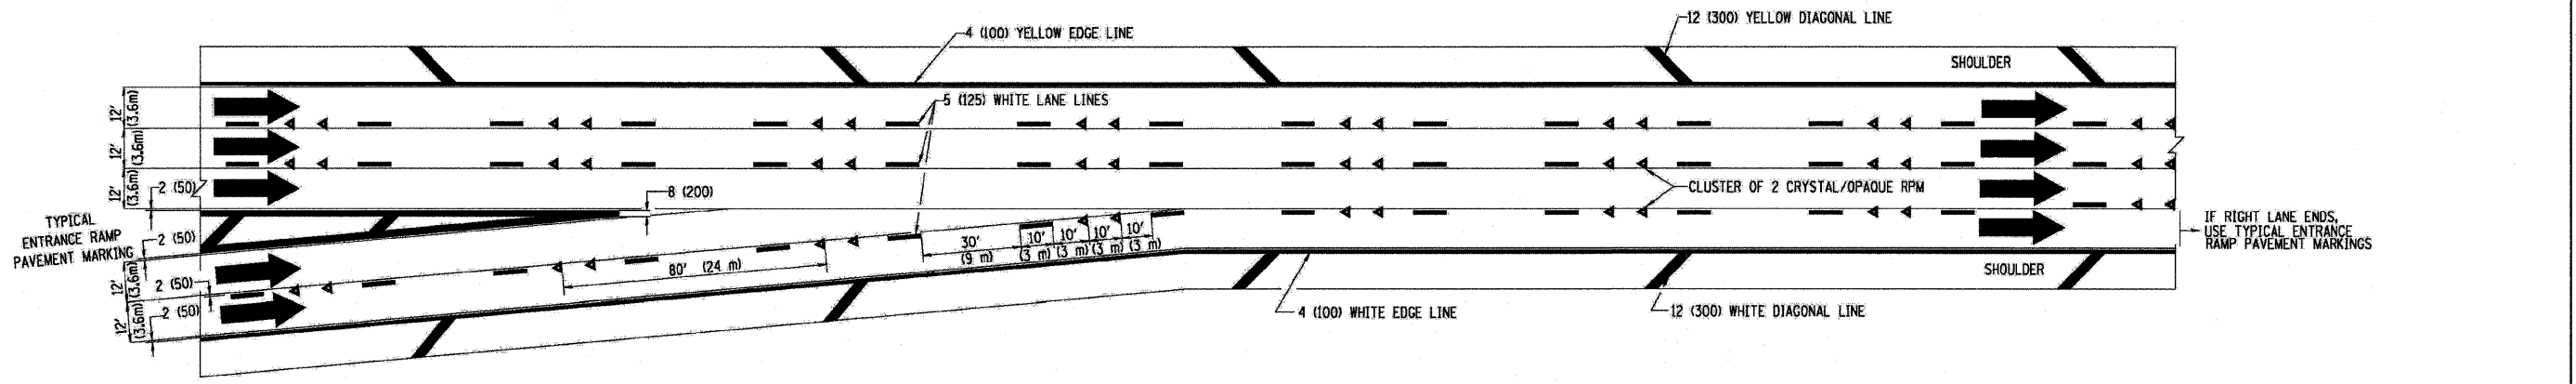 12 (300) YELLOW DIAGONAL LINE
4 (100) YELLOW EDGE LINE
SHOULDER
12'
(3.6m)
5 (125) WHITE LANE LINES
12'
(3.6m)
12'
(3.6m)
2 (50)
8 (200)
CLUSTER OF 2 CRYSTAL/OPAQUE RPM
TYPICAL
ENTRANCE RAMP
PAVEMENT MARKING
2 (50)
IF RIGHT LANE ENDS,
USE TYPICAL ENTRANCE
RAMP PAVEMENT MARKINGS
30'
(9 m)
10' 10' 10' 10'
(3 m) (3 m) (3 m) (3 m)
80' (24 m)
SHOULDER
12'
(3.6m)
2 (50)
12'
(3.6m)
2 (50)
4 (100) WHITE EDGE LINE
12 (300) WHITE DIAGONAL LINE